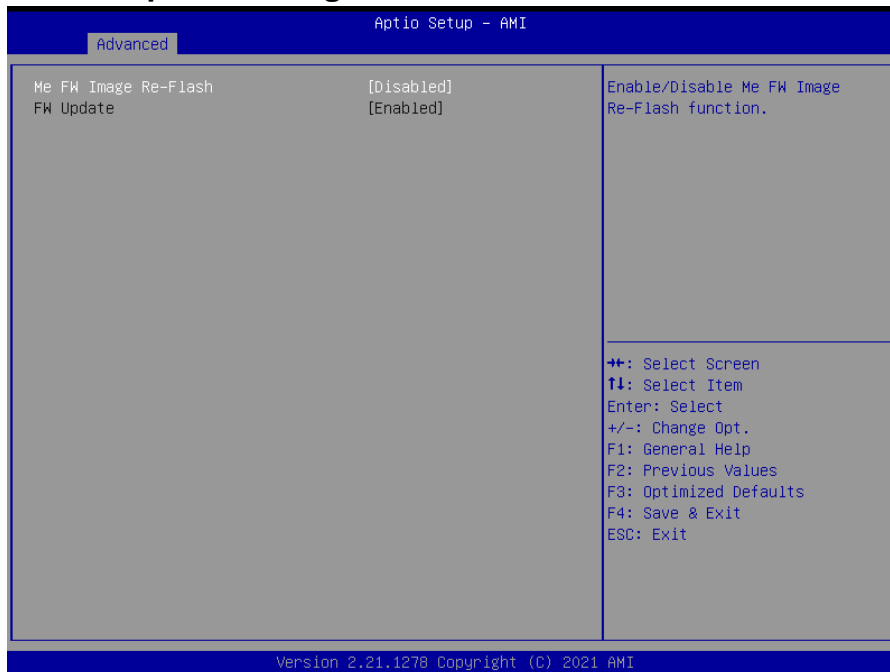 Aptio Setup – AMI
Advanced
Me FW Image Re-Flash [Disabled]
FW Update [Enabled]
Enable/Disable Me FW Image
Re-Flash function.
→←: Select Screen
↑↓: Select Item
Enter: Select
+/-: Change Opt.
F1: General Help
F2: Previous Values
F3: Optimized Defaults
F4: Save & Exit
ESC: Exit
Version 2.21.1278 Copyright (C) 2021 AMI